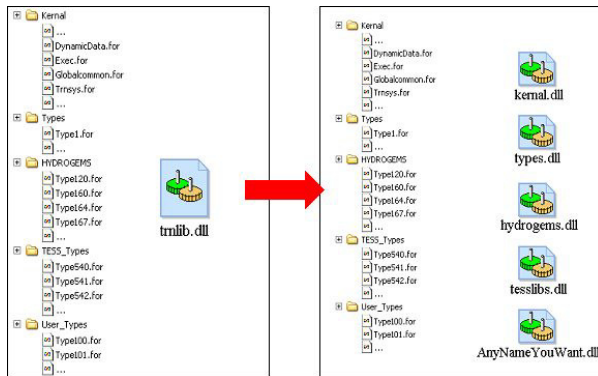 Kernal
...
DynamicData.for
Exec.for
Globalcommon.for
Trnsys.for
...
Types
Type1.for
...
HYDROGEMS
Type120.for
Type160.for
Type164.for
Type167.for
...
TESS_Types
Type540.for
Type541.for
Type542.for
...
User_Types
Type100.for
Type101.for
...
trnlib.dll
Kernal
...
DynamicData.for
Exec.for
Globalcommon.for
Trnsys.for
...
Types
Type1.for
...
HYDROGEMS
Type120.for
Type160.for
Type164.for
Type167.for
...
TESS_Types
Type540.for
Type541.for
Type542.for
...
User_Types
Type100.for
Type101.for
...
kernal.dll
types.dll
hydrogems.dll
tesslibs.dll
AnyNameYouWant.dll